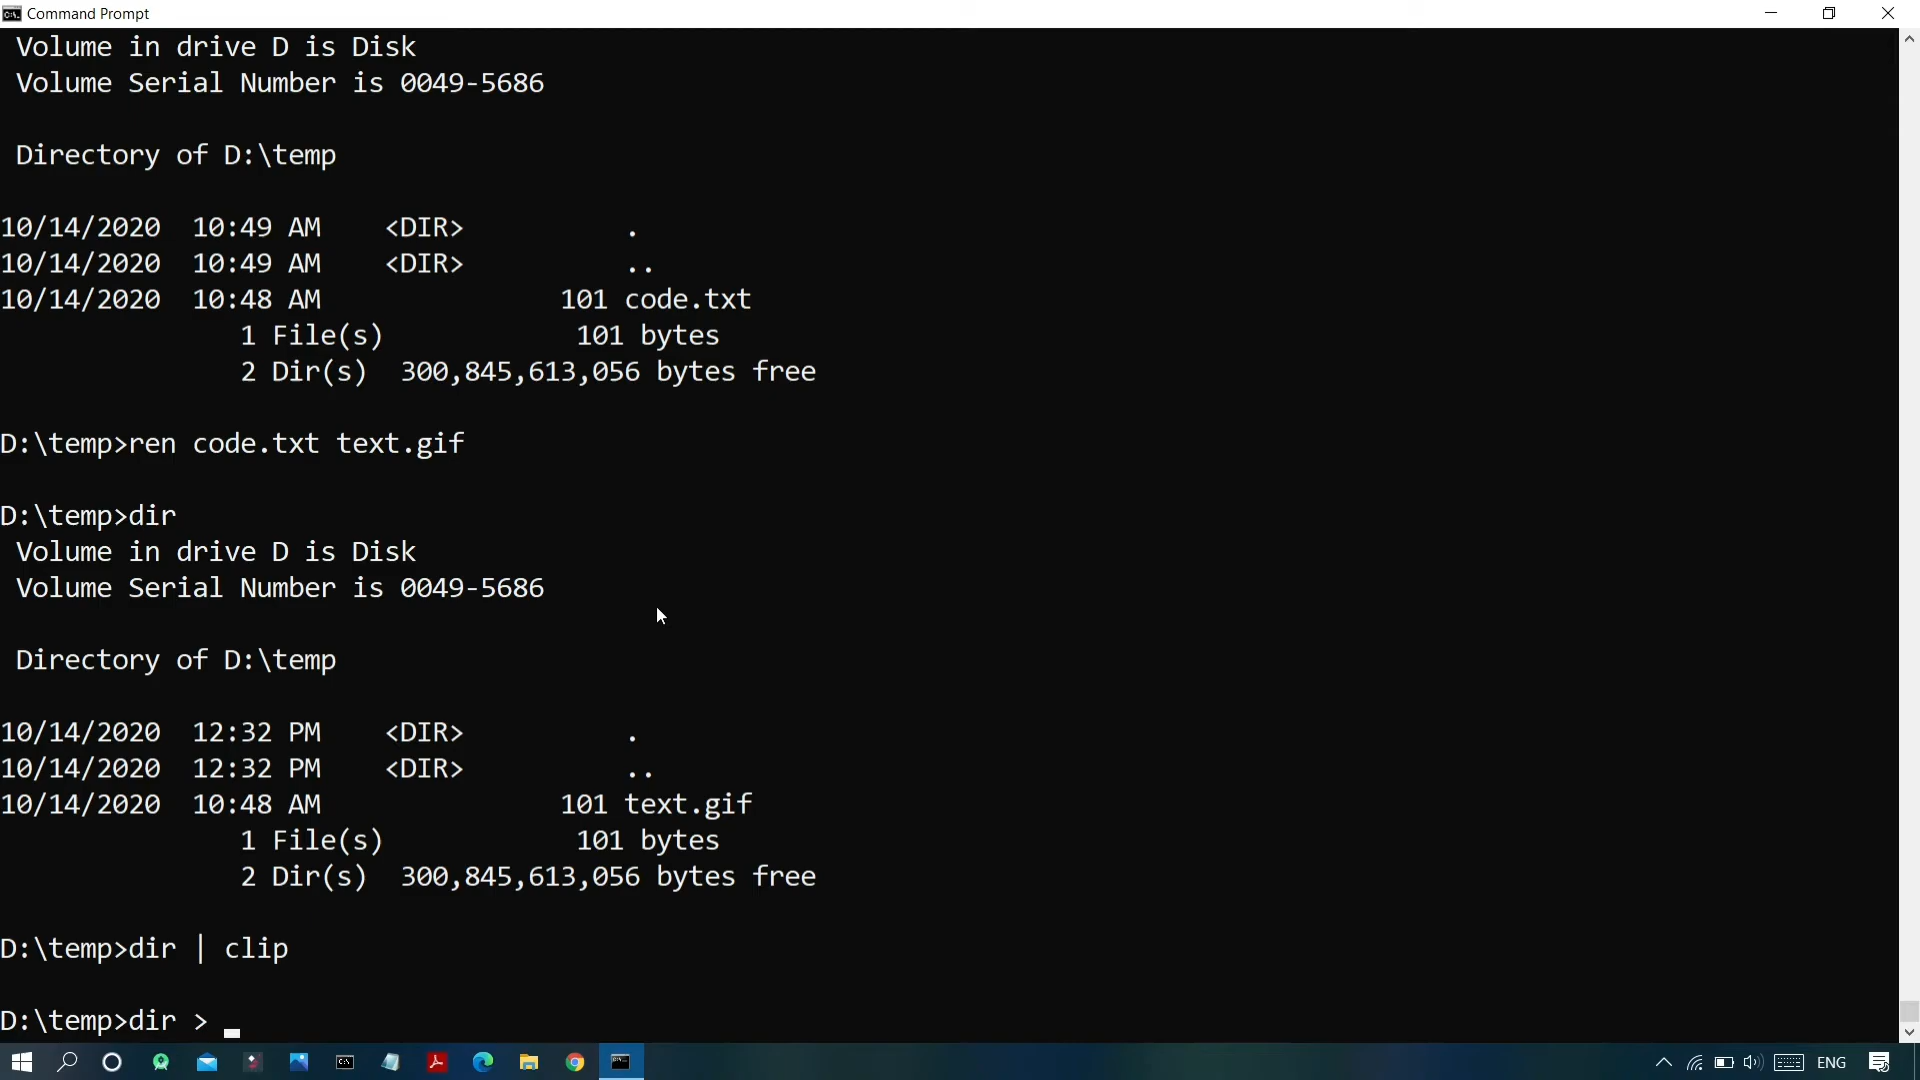 Command Prompt
Volume in drive D is Disk
Volume Serial Number is 0049-5686
Directory of D:\temp
10/14/2020  10:49 AM    <DIR>          .
10/14/2020  10:49 AM    <DIR>          ..
10/14/2020  10:48 AM               101 code.txt
1 File(s)            101 bytes
2 Dir(s)  300,845,613,056 bytes free
D:\temp>ren code.txt text.gif
D:\temp>dir
Volume in drive D is Disk
Volume Serial Number is 0049-5686
Directory of D:\temp
10/14/2020  12:32 PM    <DIR>          .
10/14/2020  12:32 PM    <DIR>          ..
10/14/2020  10:48 AM               101 text.gif
1 File(s)            101 bytes
2 Dir(s)  300,845,613,056 bytes free
D:\temp>dir | clip
D:\temp>dir >
ENG